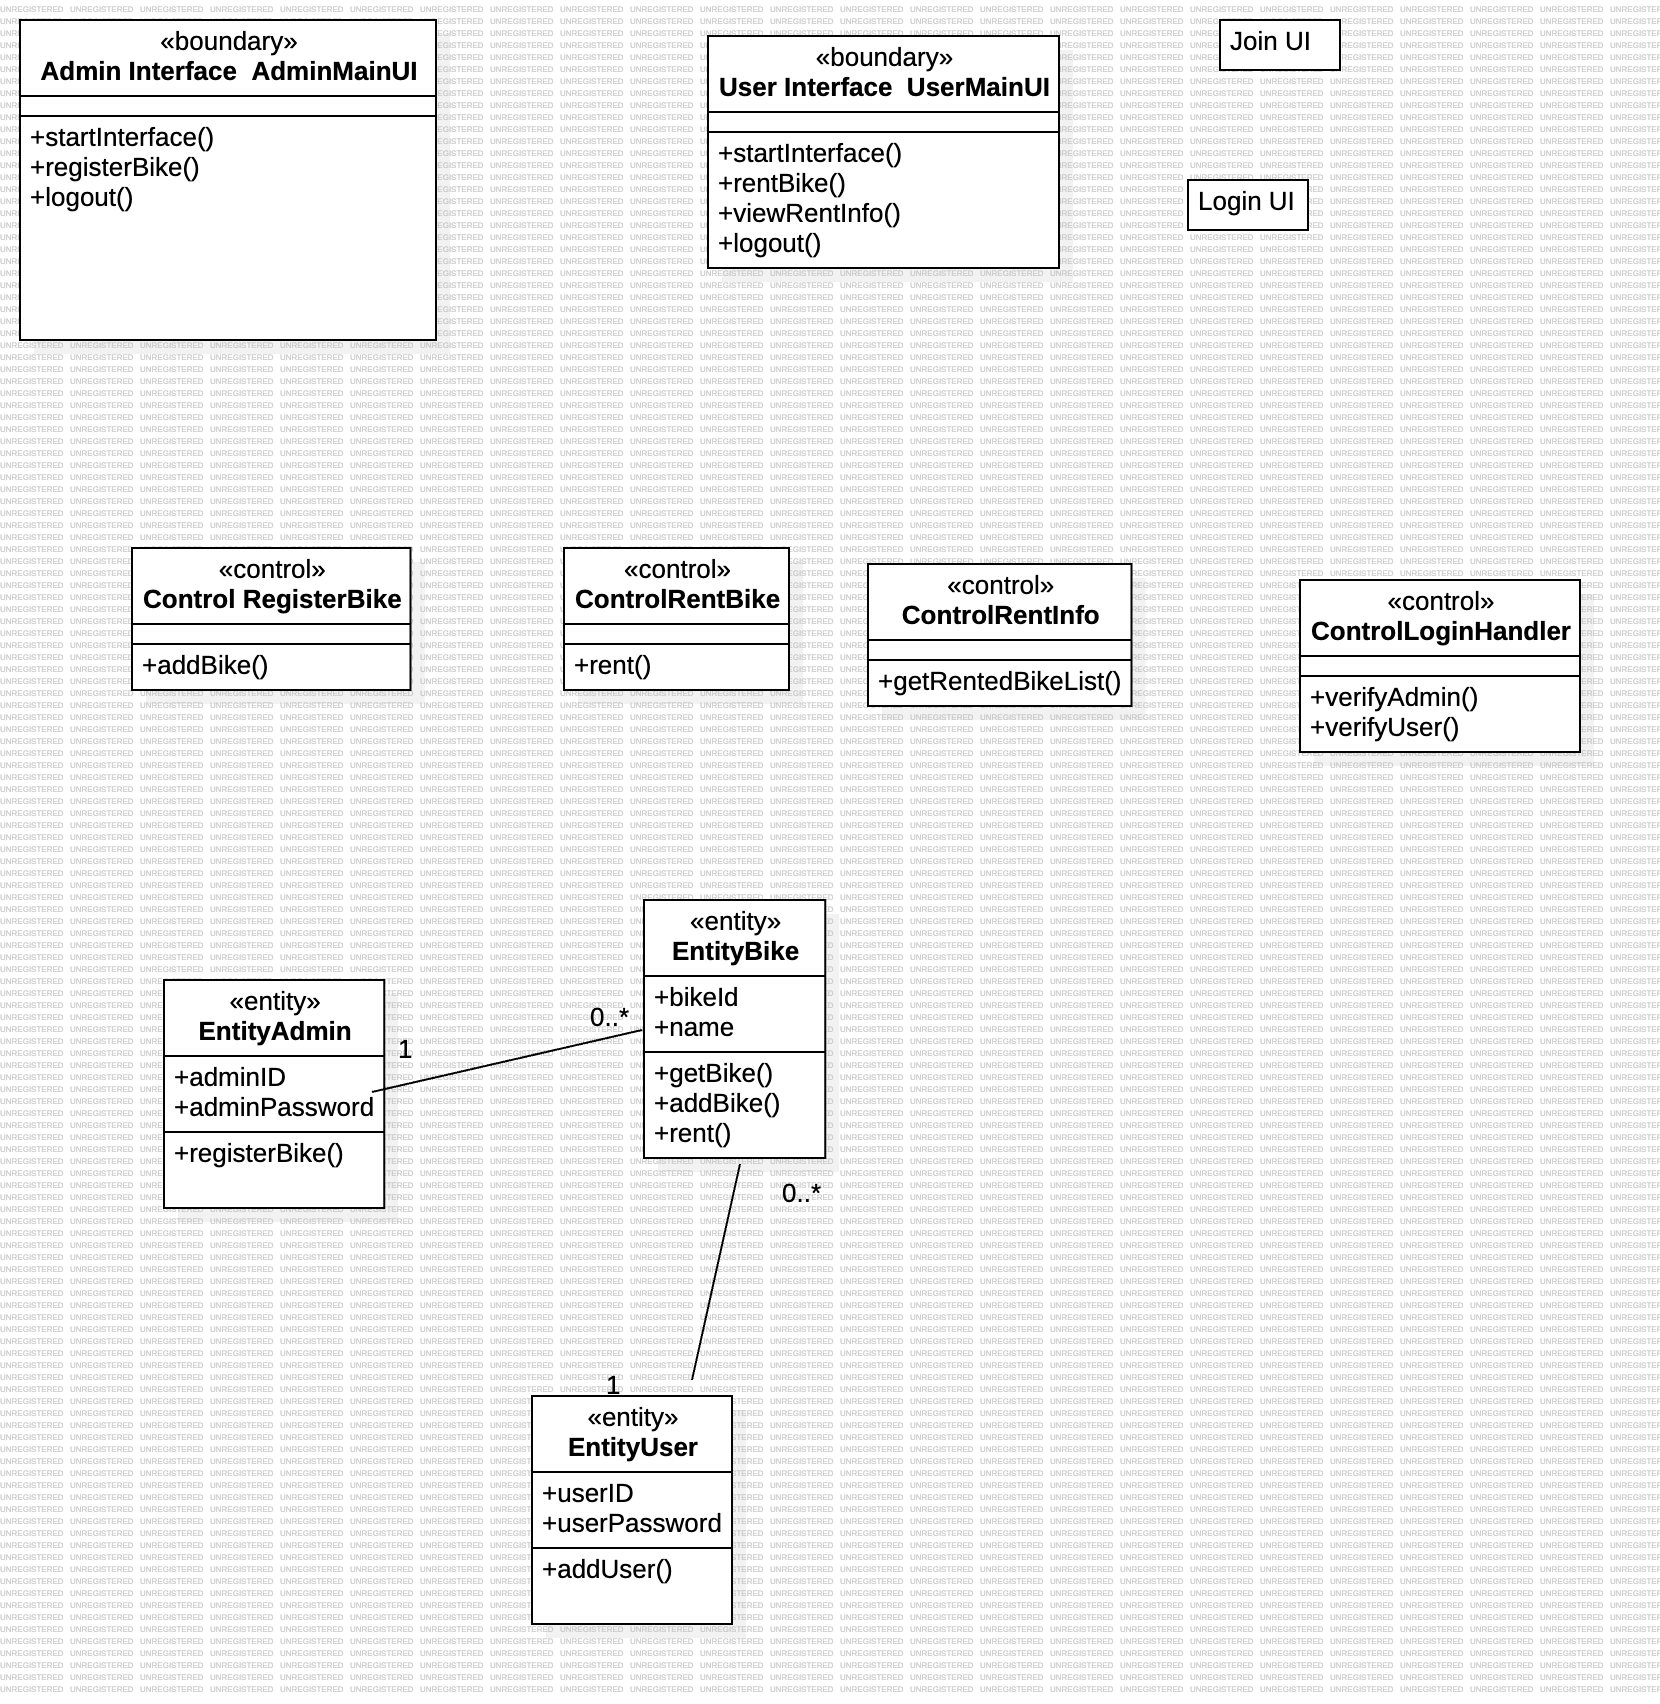 «boundary»
Admin Interface  AdminMainUI
+startInterface()
+registerBike()
+logout()
«boundary»
User Interface  UserMainUI
+startInterface()
+rentBike()
+viewRentInfo()
+logout()
Join UI
Login UI
«control»
Control RegisterBike
+addBike()
«control»
ControlRentBike
+rent()
«control»
ControlRentInfo
+getRentedBikeList()
«control»
ControlLoginHandler
+verifyAdmin()
+verifyUser()
«entity»
EntityAdmin
+adminID
+adminPassword
+registerBike()
1
0..*
«entity»
EntityBike
+bikeId
+name
+getBike()
+addBike()
+rent()
0..*
1
«entity»
EntityUser
+userID
+userPassword
+addUser()
UNREGISTERED